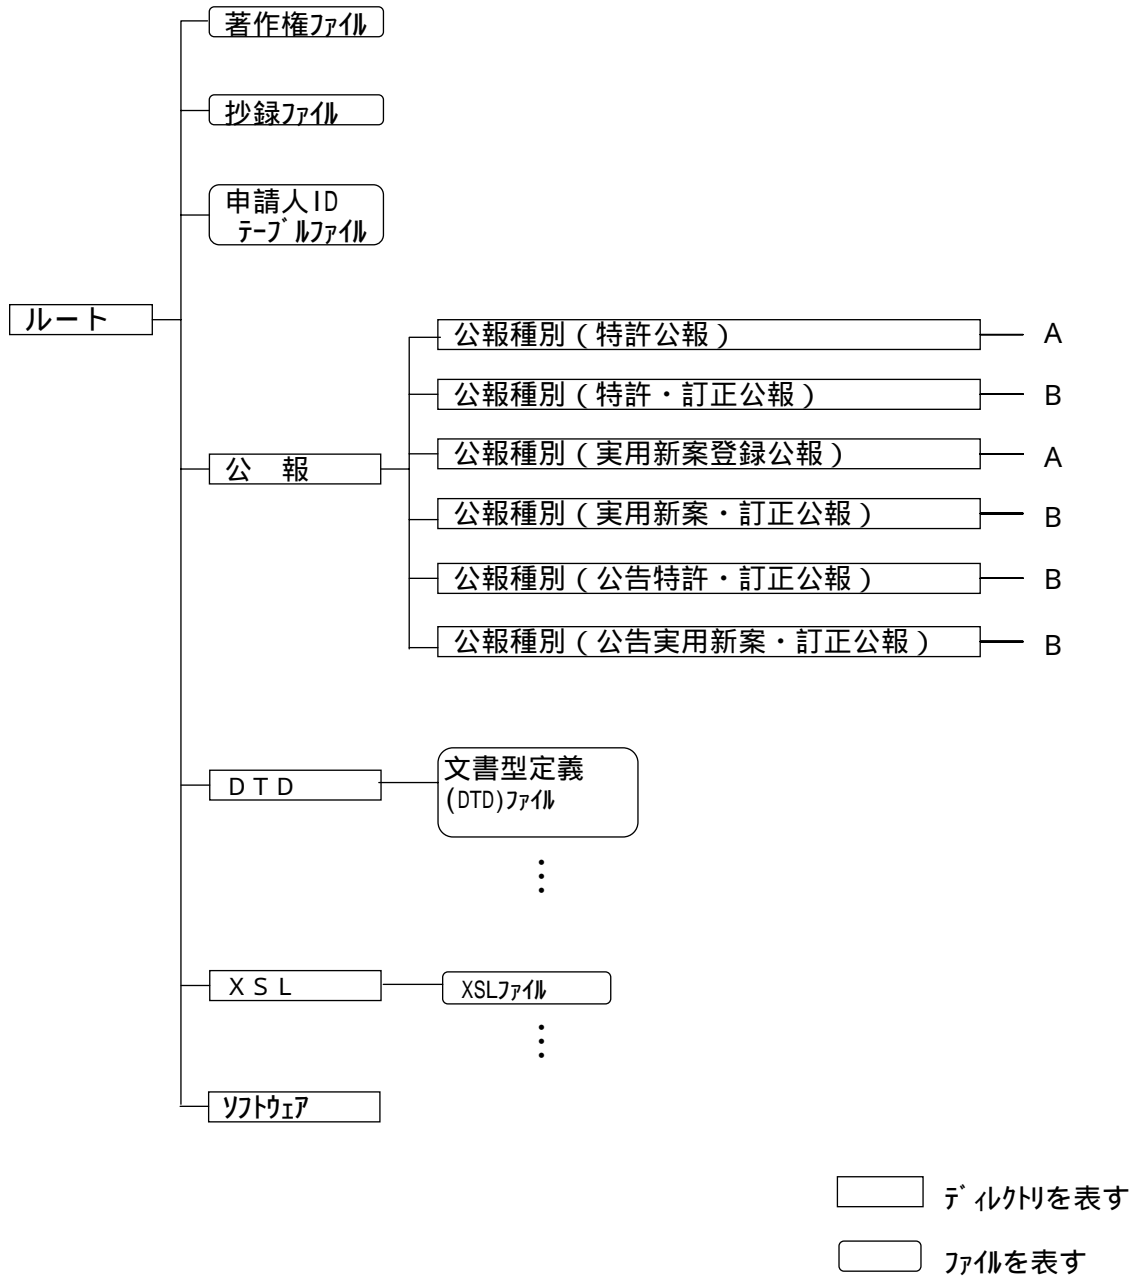 著作権ﾌｧｲﾙ
抄録ﾌｧｲﾙ
申請人ID
ﾃｰﾌﾞﾙﾌｧｲﾙ
ルート
公報種別(特許公報)
A
公報種別(特許・訂正公報)
B
公報種別(実用新案登録公報)
A
公　報
公報種別(実用新案・訂正公報)
B
公報種別(公告特許・訂正公報)
B
公報種別(公告実用新案・訂正公報)
B
文書型定義
(DTD)ﾌｧｲﾙ
ＤＴＤ
ＸＳＬ
XSLﾌｧｲﾙ
ｿﾌﾄｳｪｱ
ﾃﾞｨﾚｸﾄﾘを表す
ﾌｧｲﾙを表す